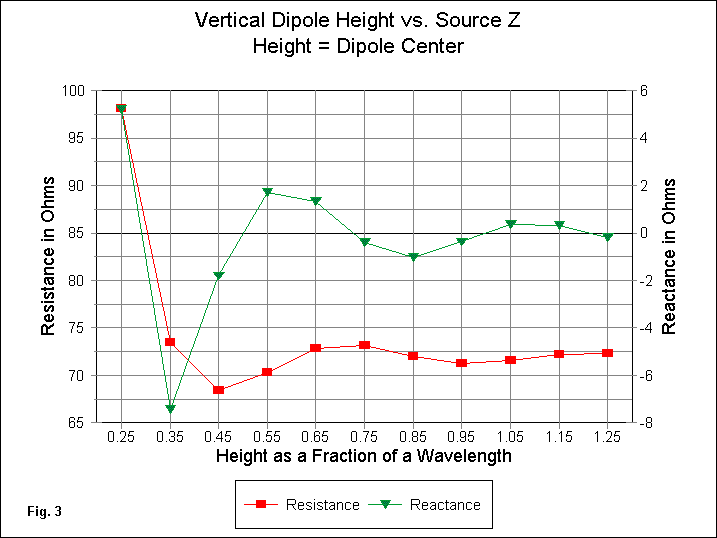 Vertical Dipole Height vs. Source Z
Height = Dipole Center
100
95
90
85
80
75
70
65
Resistance in Ohms
6
4
2
0
-2
-4
-6
-8
Reactance in Ohms
0.25 0.35 0.45 0.55 0.65 0.75 0.85 0.95 1.05 1.15 1.25
Height as a Fraction of a Wavelength
Resistance Reactance
Fig. 3